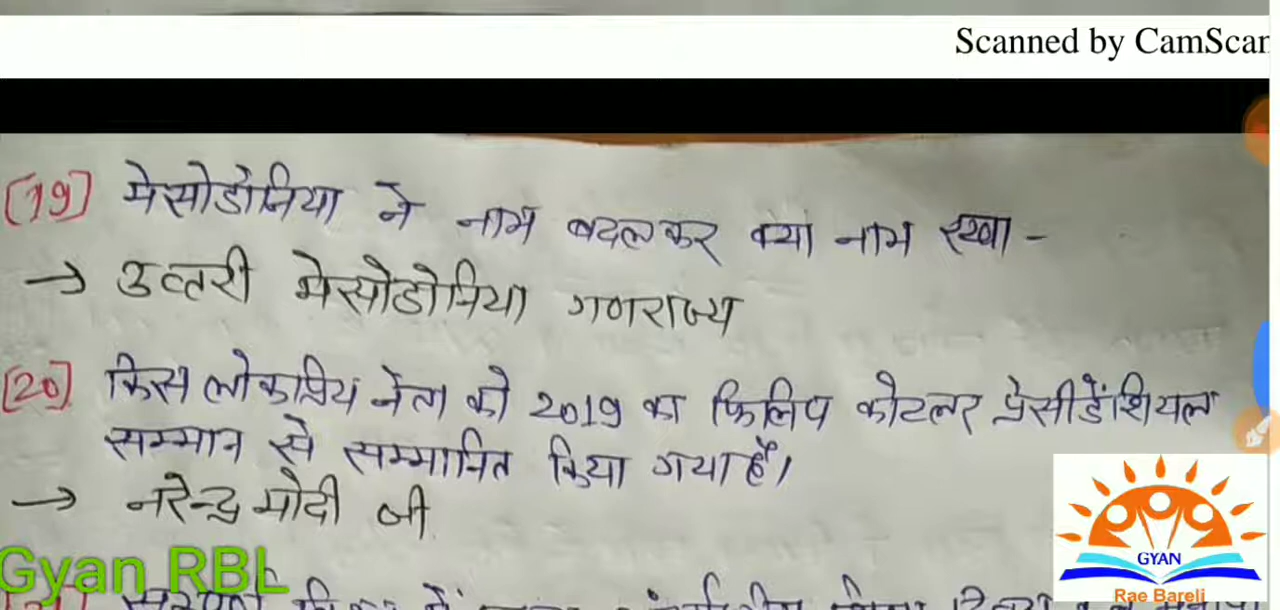 Scanned by CamScan
[19] मेसोडोनिया ने नाम बदलकर क्या नाम रखा -
→ उत्तरी मेसोडोनिया गणराज्य
[20] किस लोकप्रिय नेता को 2019 का फिलिप कोटलर प्रेसीडेंशियल
सम्मान से सम्मानित किया गया है।
→ नरेन्द्र मोदी जी
GYAN
Gyan RBL
Rae Bareli